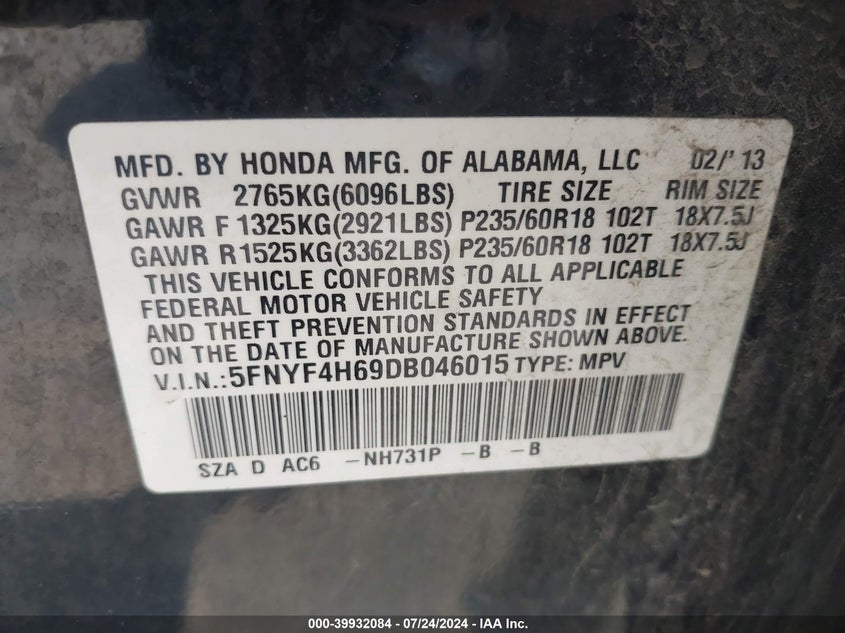 MFD. BY HONDA MFG. OF ALABAMA, LLC 02/'13
GVWR 2765KG(6096LBS) TIRE SIZE RIM SIZE
GAWR F 1325KG(2921LBS) P235/60R18 102T 18X7.5J
GAWR R 1525KG(3362LBS) P235/60R18 102T 18X7.5J
THIS VEHICLE CONFORMS TO ALL APPLICABLE
FEDERAL MOTOR VEHICLE SAFETY
AND THEFT PREVENTION STANDARDS IN EFFECT
ON THE DATE OF MANUFACTURE SHOWN ABOVE.
V.I.N.:5FNYF4H69DB046015 TYPE: MPV
SZA D AC6 -NH731P -B -B
000-39932084 / 07/24/2024 - IAA Inc.